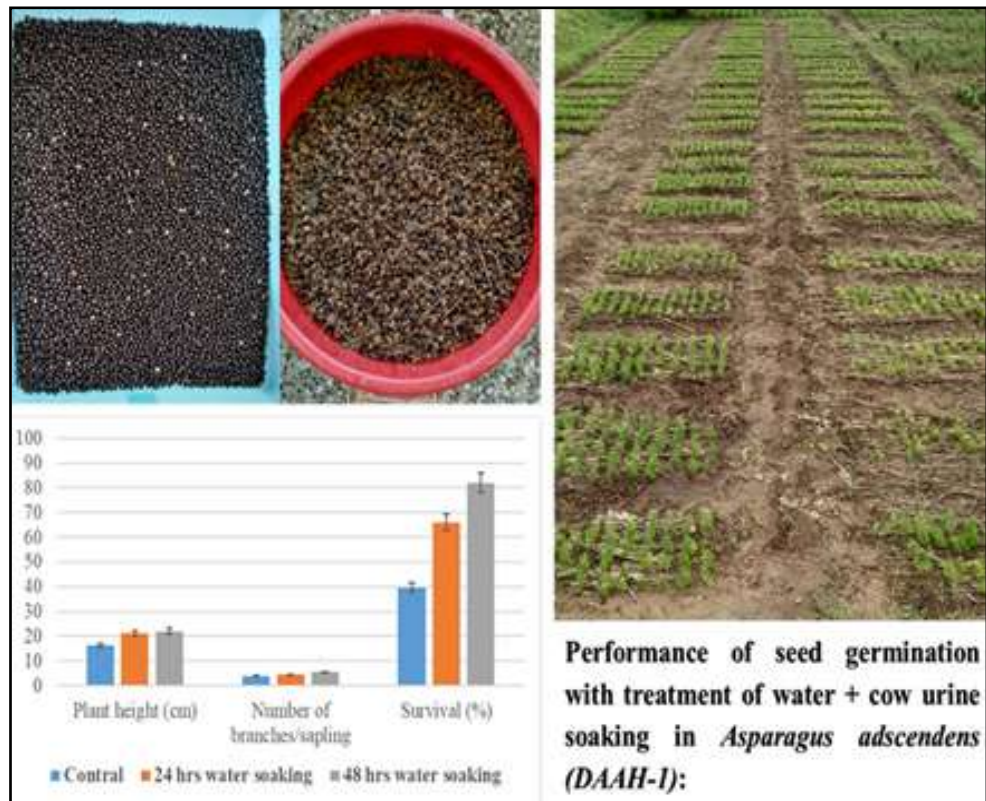 100
90
80
70
60
50
40
30
20
10
0
Plant height (cm)
Number of
branches/sapling
Survival (%)
Contral 24 hrs water soaking 48 hrs water soaking
Performance of seed germination
with treatment of water + cow urine
soaking in Asparagus adscendens
(DAAH-1):